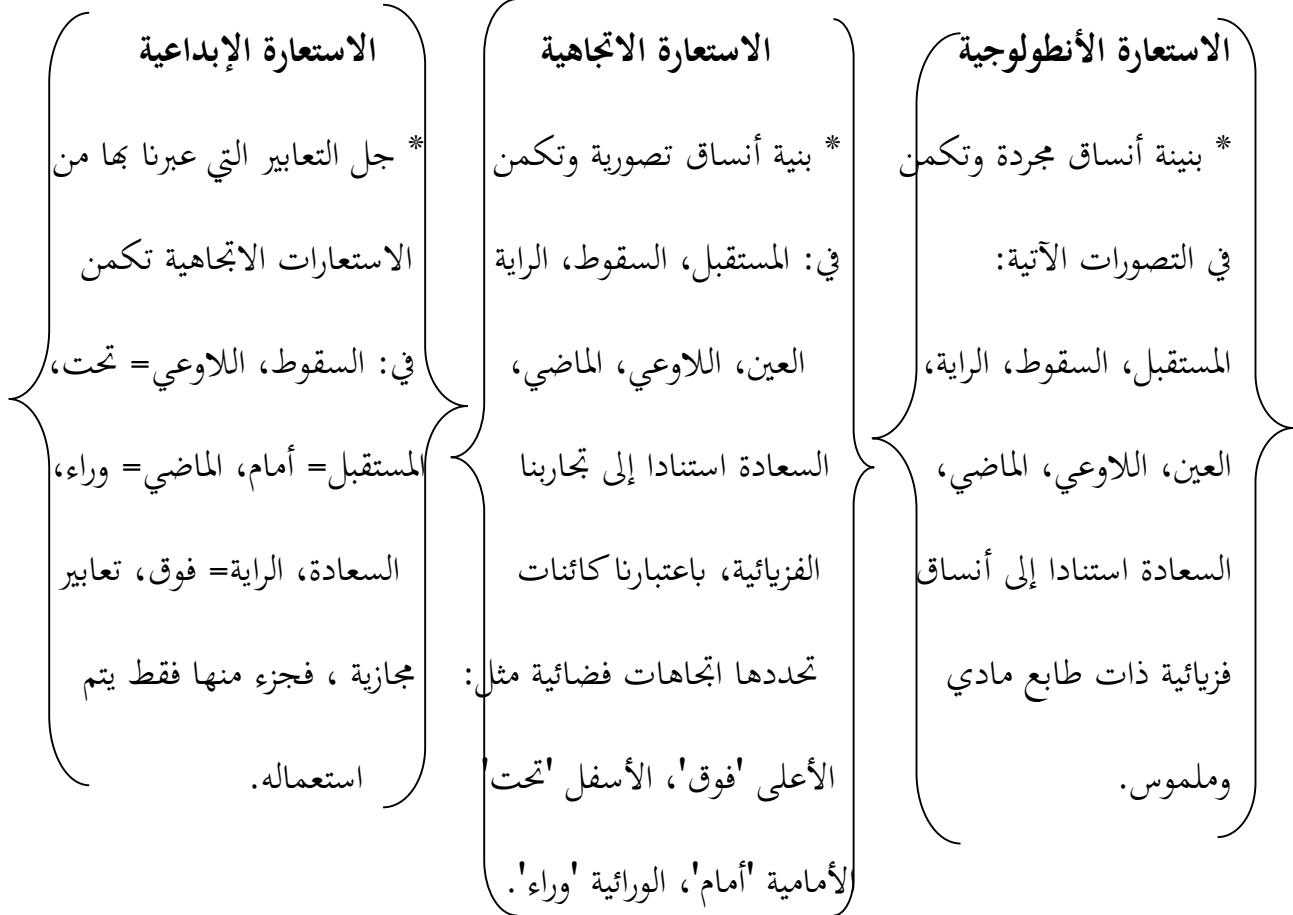 الاستعارة الأنطولوجية
* بنينة أنساق مجردة وتكمن
في التصورات الآتية:
المستقبل، السقوط، الراية،
العين، اللاوعي، الماضي،
السعادة استنادا إلى أنساق
فزيائية ذات طابع مادي
وملموس.
الاستعارة الاتجاهية
* بنية أنساق تصورية وتكمن
في: المستقبل، السقوط، الراية
العين، اللاوعي، الماضي،
السعادة استنادا إلى تجاربنا
الفزيائية، باعتبارنا كائنات
تحددها اتجاهات فضائية مثل:
الأعلى 'فوق'، الأسفل 'تحت'
الأمامية 'أمام'، الورائية 'وراء'.
الاستعارة الإبداعية
* جل التعابير التي عبرنا بها من
الاستعارات الاتجاهية تكمن
في: السقوط، اللاوعي= تحت،
المستقبل= أمام، الماضي= وراء،
السعادة، الراية= فوق، تعابير
مجازية ، فجزء منها فقط يتم
استعماله.